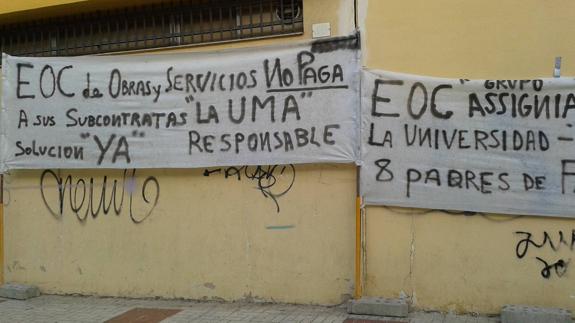 EOC de OBRAS y SERVICIOS NO PAGA
A SUS SUBCONTRATAS "LA UMA"
SOLUCION "YA" RESPONSABLE
EOC "GRUPO
ASSIGNIA
LA UNIVERSIDAD -
8 PADRES DE